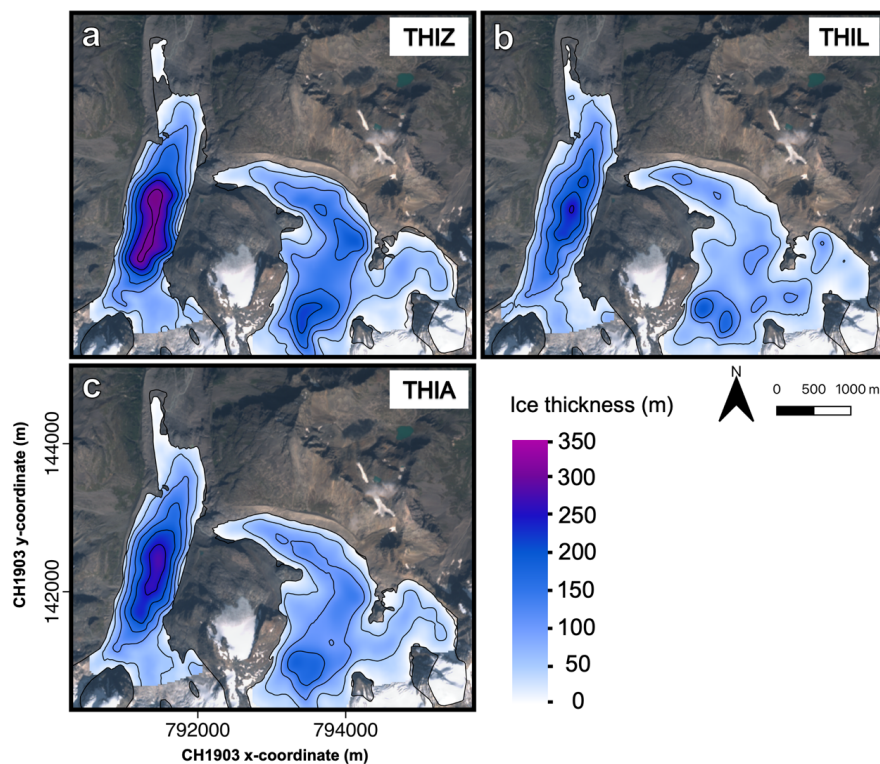 a
THIZ
b
THIL
c
THIA
N
0 500 1000 m
Ice thickness (m)
350
300
250
200
150
100
50
0
CH1903 y-coordinate (m)
144000
142000
792000 794000
CH1903 x-coordinate (m)